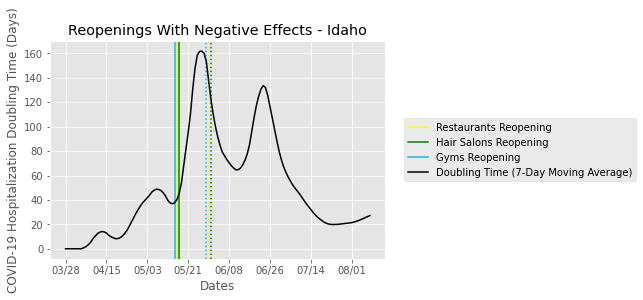 Reopenings With Negative Effects - Idaho
COVID-19 Hospitalization Doubling Time (Days)
160
140
120
100
80
60
40
20
0
03/28 04/15 05/03 05/21 06/08 06/26 07/14 08/01
Dates
Restaurants Reopening
Hair Salons Reopening
Gyms Reopening
Doubling Time (7-Day Moving Average)